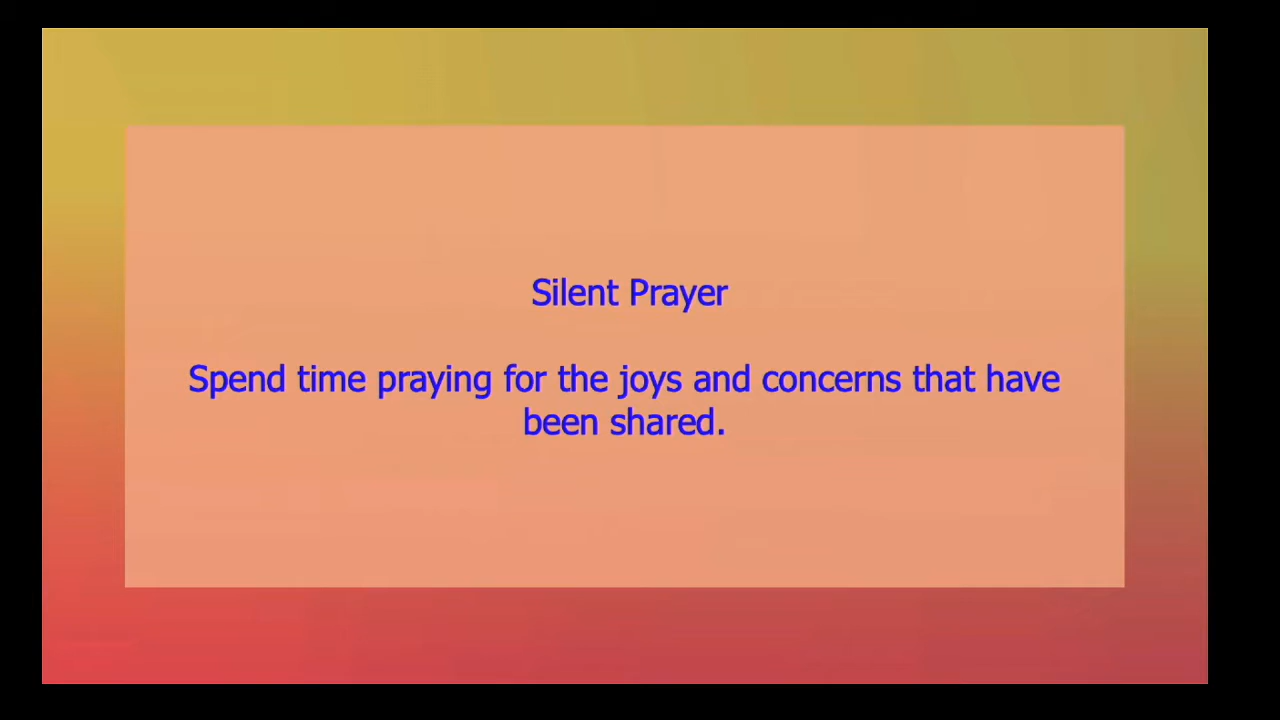 Silent Prayer
Spend time praying for the joys and concerns that have
been shared.